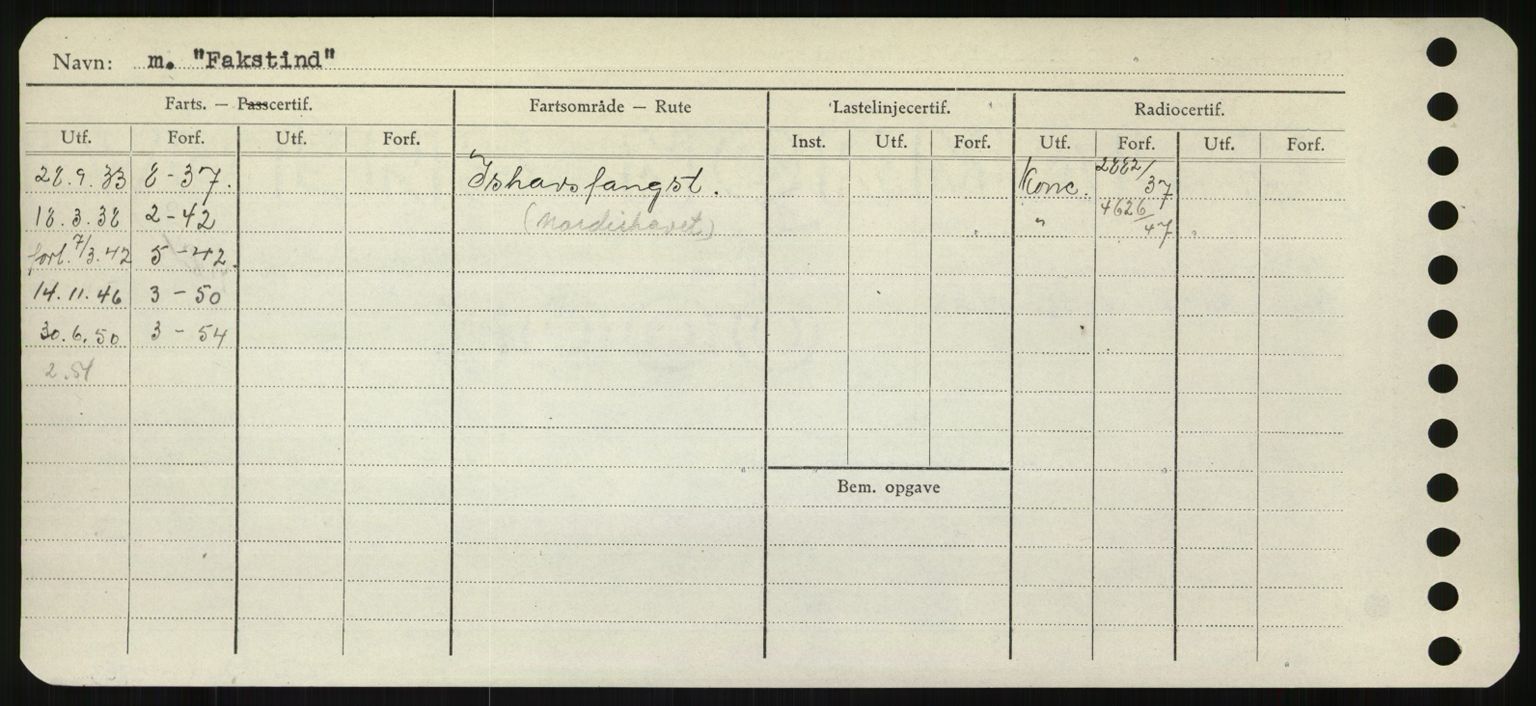 Navn: m. "Fakstind"
Farts. — Passcertif. Fartsområde — Rute Lastelinjecertif. Radiocertif.
Utf. Forf. Utf. Forf. Inst. Utf. Forf. Utf. Forf. Utf. Forf.
28.9.33 8-37. Ishavsfangst. Konc. 2882/37
18.3.38 2-42 (Nordishavet) " 4626/47
forl. 7/3.42 5-42.
14.11.46 3-50
30.6.50 3-54
2.54
Bem. opgave